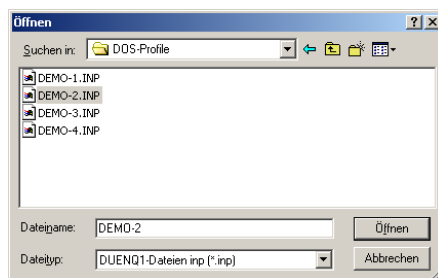 Öffnen
Suchen in: DOS-Profile
DEMO-1.INP
DEMO-2.INP
DEMO-3.INP
DEMO-4.INP
Dateiname: DEMO-2 Öffnen
Dateityp: DUENQ1-Dateien inp (*.inp) Abbrechen